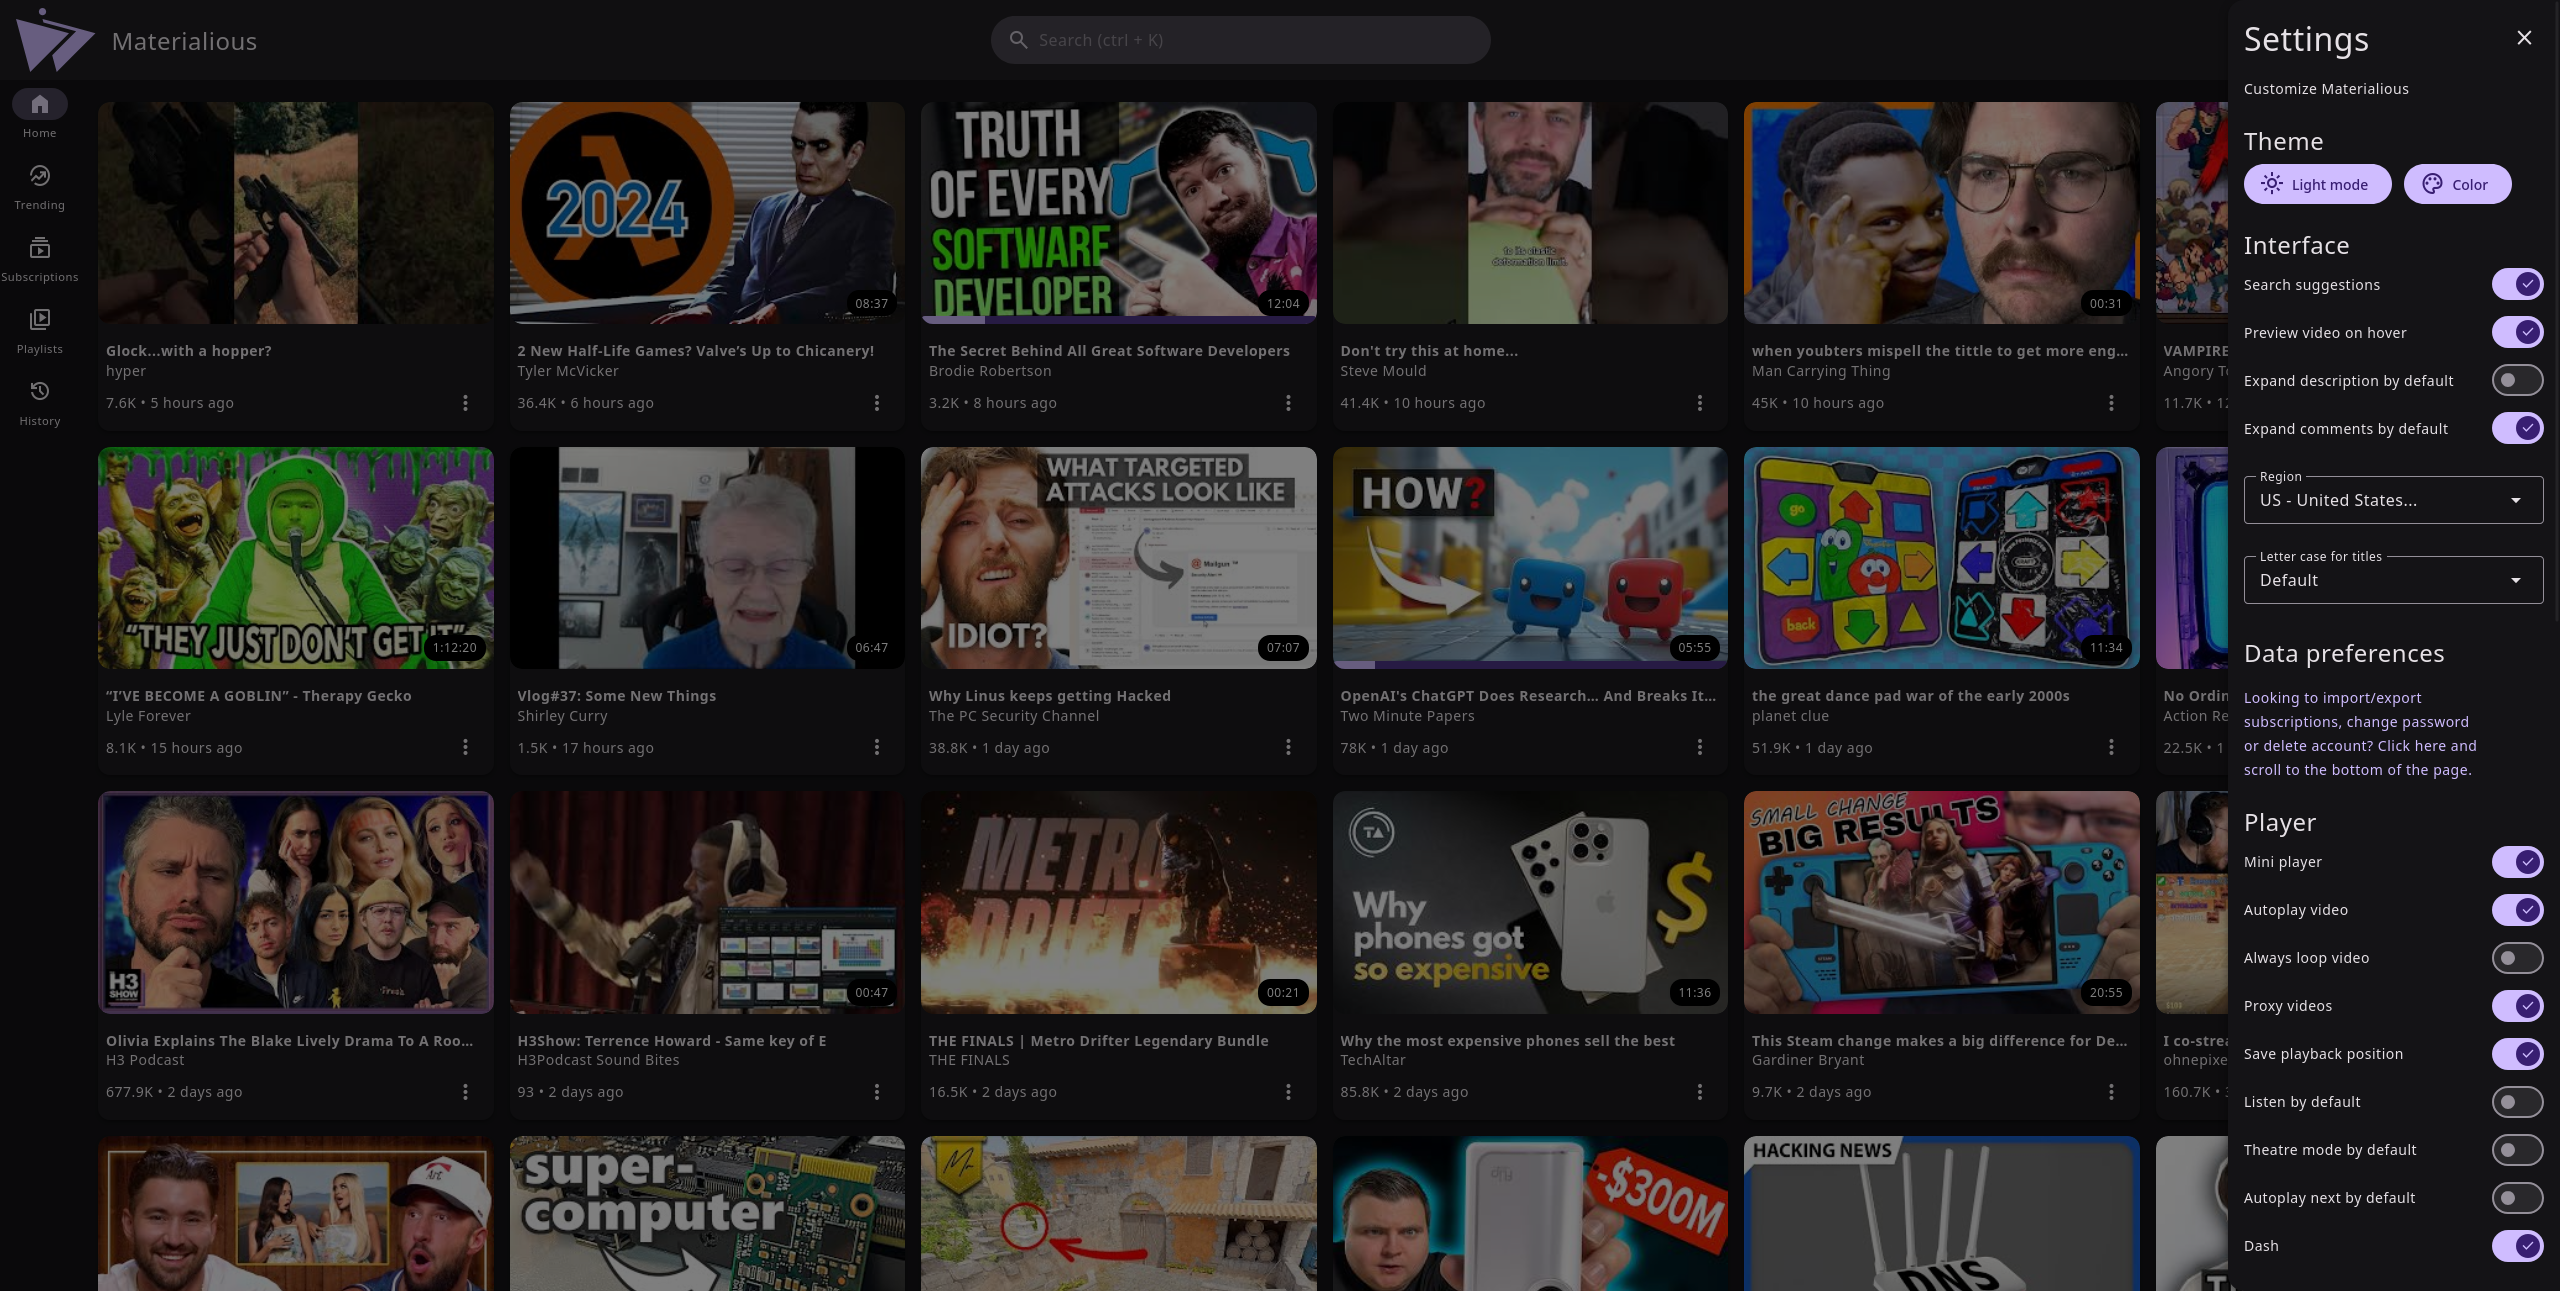 Materialious
Search (ctrl + K)
Home
Trending
Subscriptions
Playlists
History
Glock...with a hopper?
hyper
7.6K • 5 hours ago
2024
08:37
2 New Half-Life Games? Valve’s Up to Chicanery!
Tyler McVicker
36.4K • 6 hours ago
TRUTH
OF EVERY
SOFTWARE
DEVELOPER
12:04
The Secret Behind All Great Software Developers
Brodie Robertson
3.2K • 8 hours ago
to its elastic
deformation limit.
Don't try this at home...
Steve Mould
41.4K • 10 hours ago
00:31
when youbters mispell the tittle to get more eng...
Man Carrying Thing
45K • 10 hours ago
VAMPIRE
Angory To
11.7K • 12
"THEY JUST DON'T GET IT"
1:12:20
“I’VE BECOME A GOBLIN” - Therapy Gecko
Lyle Forever
8.1K • 15 hours ago
06:47
Vlog#37: Some New Things
Shirley Curry
1.5K • 17 hours ago
WHAT TARGETED
ATTACKS LOOK LIKE
Mailgun
IDIOT?
07:07
Why Linus keeps getting Hacked
The PC Security Channel
38.8K • 1 day ago
HOW?
05:55
OpenAI's ChatGPT Does Research... And Breaks It...
Two Minute Papers
78K • 1 day ago
go
back
11:34
the great dance pad war of the early 2000s
planet clue
51.9K • 1 day ago
No Ordin
Action Re
22.5K • 1
H3
SHOW
Olivia Explains The Blake Lively Drama To A Roo...
H3 Podcast
677.9K • 2 days ago
00:47
H3Show: Terrence Howard - Same key of E
H3Podcast Sound Bites
93 • 2 days ago
METRO
DRIFTER
00:21
THE FINALS | Metro Drifter Legendary Bundle
THE FINALS
16.5K • 2 days ago
TA
Why
phones got
so expensive
$
11:36
Why the most expensive phones sell the best
TechAltar
85.8K • 2 days ago
SMALL CHANGE
BIG RESULTS
20:55
This Steam change makes a big difference for De...
Gardiner Bryant
9.7K • 2 days ago
I co-strea
ohnepixe
160.7K • 3
super-
computer
-$300M
HACKING NEWS
DNS
Settings
Customize Materialious
Theme
Light mode
Color
Interface
Search suggestions
Preview video on hover
Expand description by default
Expand comments by default
Region
US - United States...
Letter case for titles
Default
Data preferences
Looking to import/export
subscriptions, change password
or delete account? Click here and
scroll to the bottom of the page.
Player
Mini player
Autoplay video
Always loop video
Proxy videos
Save playback position
Listen by default
Theatre mode by default
Autoplay next by default
Dash